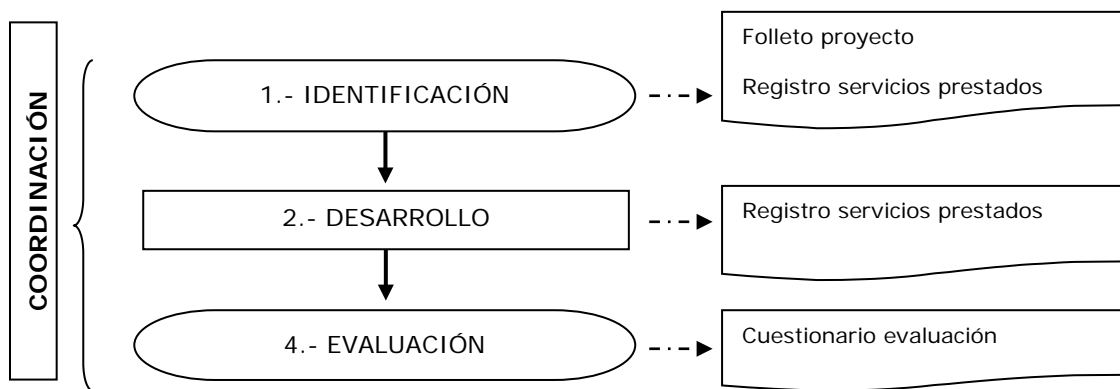 COORDINACIÓN
1.- IDENTIFICACIÓN
Folleto proyecto
Registro servicios prestados
2.- DESARROLLO
Registro servicios prestados
4.- EVALUACIÓN
Cuestionario evaluación